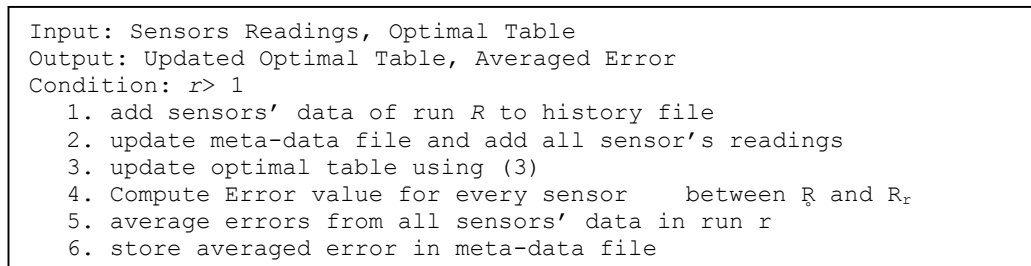 Input: Sensors Readings, Optimal Table
Output: Updated Optimal Table, Averaged Error
Condition: r> 1
1. add sensors’ data of run R to history file
2. update meta-data file and add all sensor’s readings
3. update optimal table using (3)
4. Compute Error value for every sensor between R̥ and Rᵣ
5. average errors from all sensors’ data in run r
6. store averaged error in meta-data file